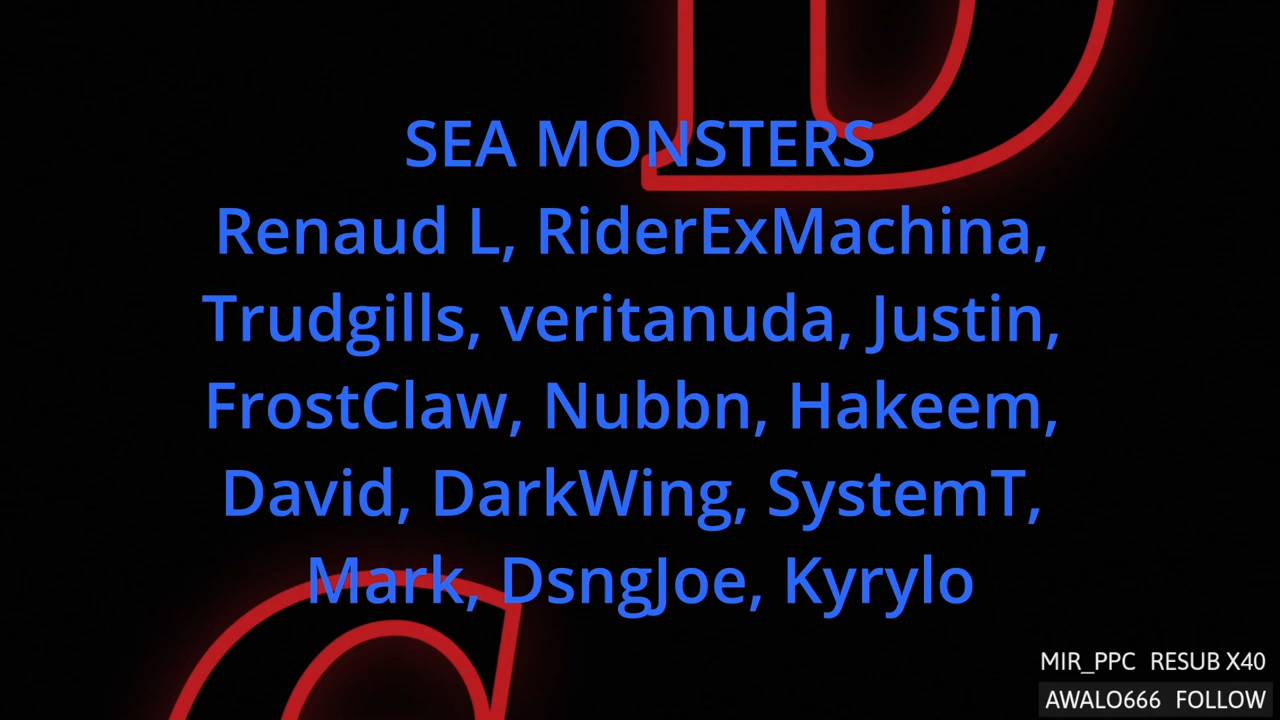 SEA MONSTERS
Renaud L, RiderExMachina,
Trudgills, veritanuda, Justin,
FrostClaw, Nubbn, Hakeem,
David, DarkWing, SystemT,
Mark, DsngJoe, Kyrylo
MIR_PPC RESUB X40
AWALO666 FOLLOW